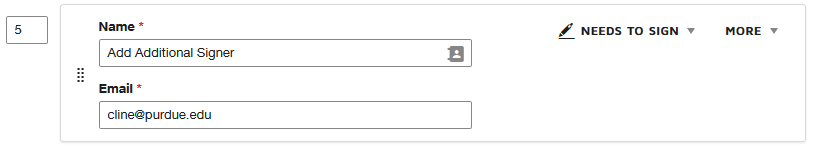 5
Name *
NEEDS TO SIGN
MORE
Add Additional Signer
Email *
cline@purdue.edu